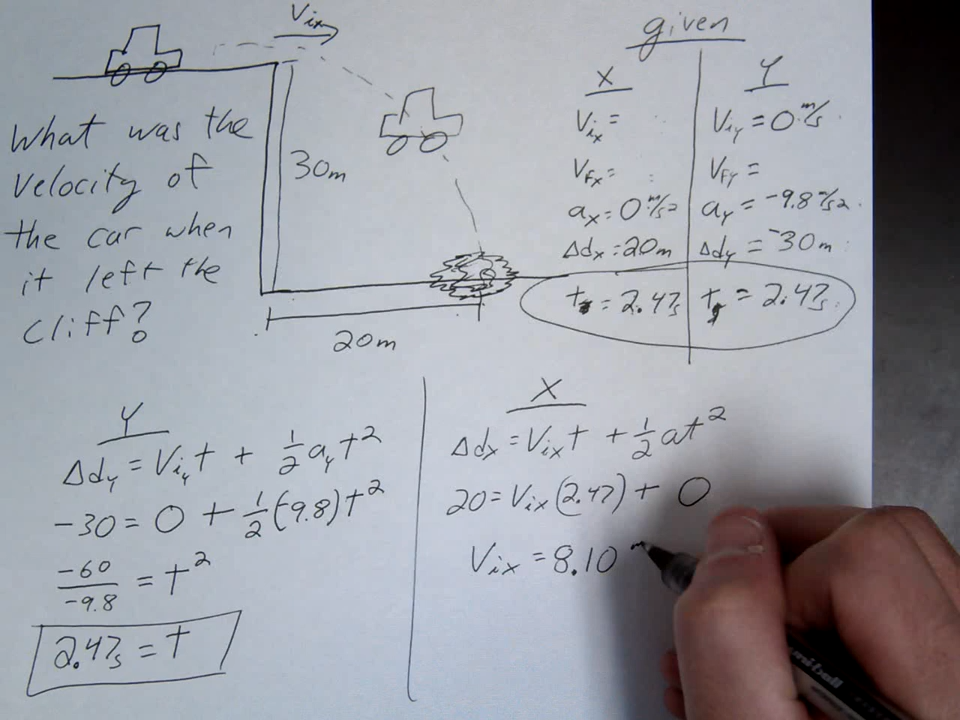 Vix
What was the
velocity of
the car when
it left the
cliff?
30m
20m
given
X
Vix =
Vfx =
ax = 0 m/s2
Δdx = 20m
t = 2.47s
Y
Viy = 0 m/s
Vfy =
ay = -9.8 m/s2
Δdy = -30m
t = 2.47s
Y
Δdy = Viyt + 1/2 ayt²
-30 = 0 + 1/2(-9.8)t²
-60/-9.8 = t²
2.47s = t
X
Δdx = Vixt + 1/2 at²
20 = Vix(2.47) + 0
Vix = 8.10 m
uniball